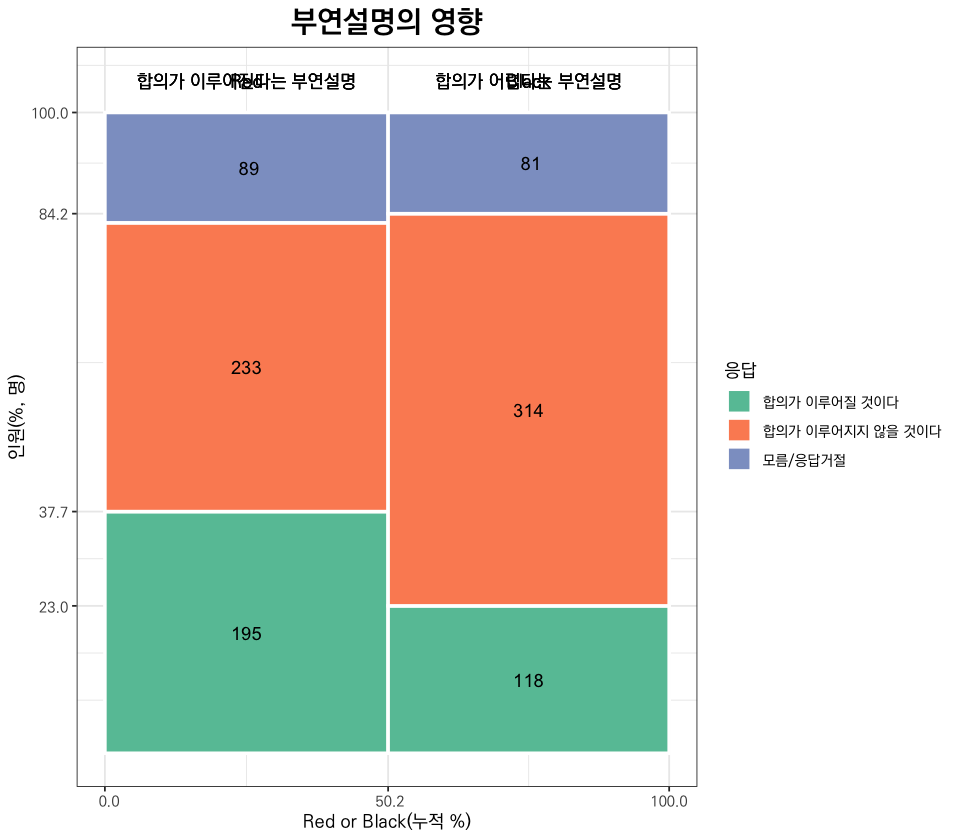 부연설명의 영향
합의가 이루어진다는 부연설명
Red
합의가 어렵다는 부연설명
Black
100.0
84.2
37.7
23.0
89
81
233
314
195
118
인원(%, 명)
0.0
50.2
100.0
Red or Black(누적 %)
응답
합의가 이루어질 것이다
합의가 이루어지지 않을 것이다
모름/응답거절